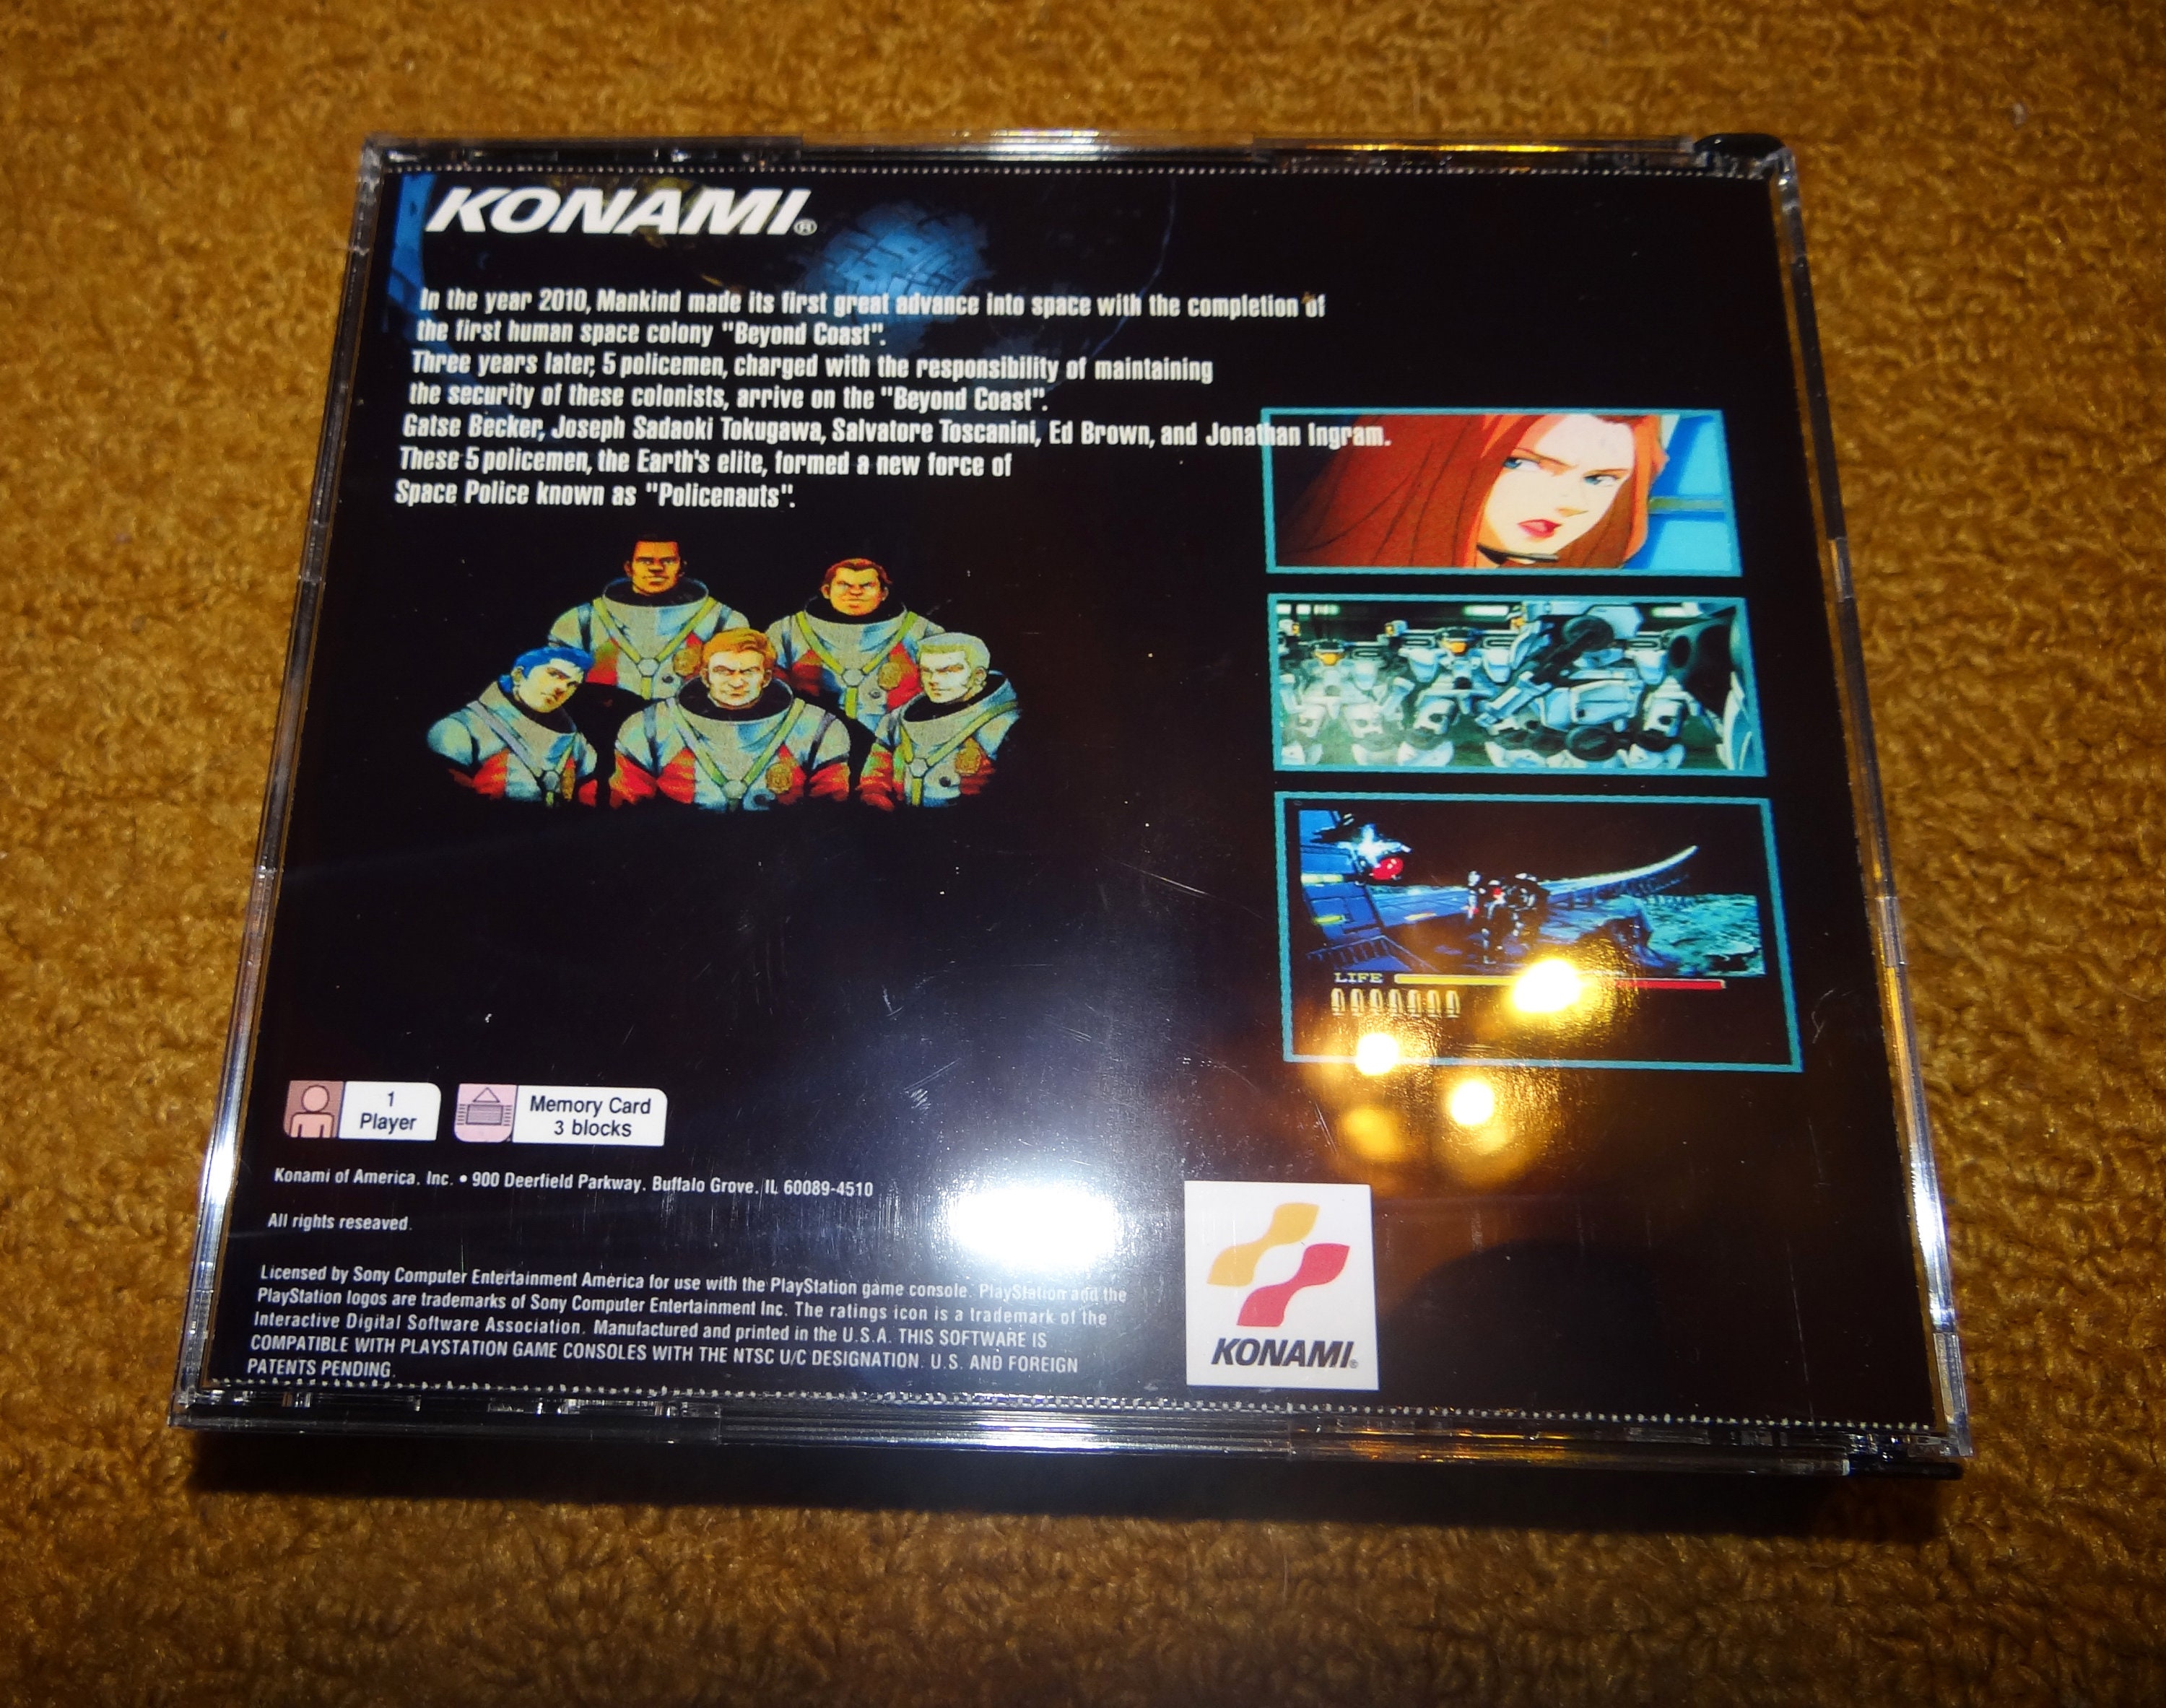 KONAMI®
In the year 2010, Mankind made its first great advance into space with the completion of
the first human space colony "Beyond Coast".
Three years later, 5 policemen, charged with the responsibility of maintaining
the security of these colonists, arrive on the "Beyond Coast".
Gatse Becker, Joseph Sadaoki Tokugawa, Salvatore Toscanini, Ed Brown, and Jonathan Ingram.
These 5 policemen, the Earth's elite, formed a new force of
Space Police known as "Policenauts".
LIFE
1
Player
Memory Card
3 blocks
Konami of America, Inc. • 900 Deerfield Parkway, Buffalo Grove, IL 60089-4510
All rights reseaved.
Licensed by Sony Computer Entertainment America for use with the PlayStation game console. PlayStation and the
PlayStation logos are trademarks of Sony Computer Entertainment Inc. The ratings icon is a trademark of the
Interactive Digital Software Association. Manufactured and printed in the U.S.A. THIS SOFTWARE IS
COMPATIBLE WITH PLAYSTATION GAME CONSOLES WITH THE NTSC U/C DESIGNATION. U.S. AND FOREIGN
PATENTS PENDING.
KONAMI®